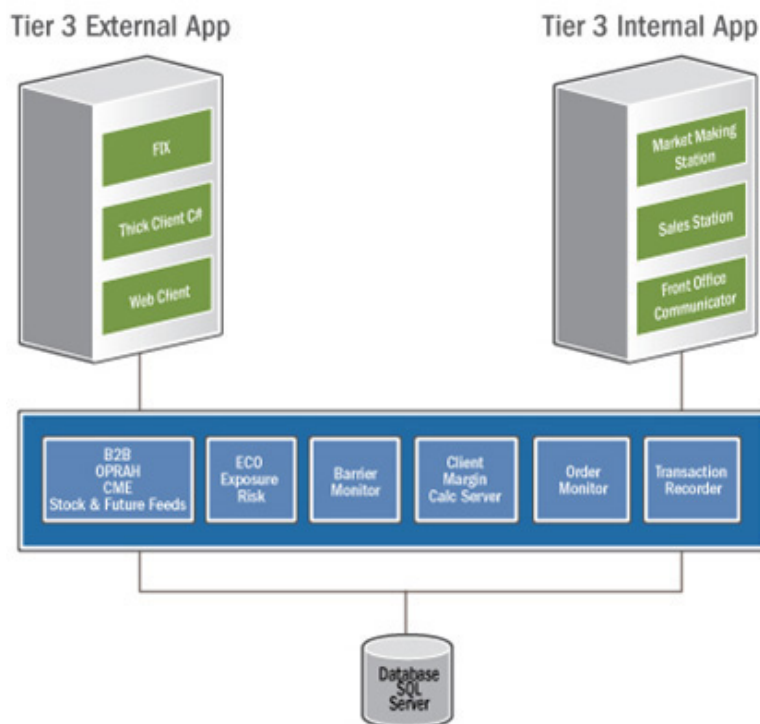 Tier 3 External App
Tier 3 Internal App
FIX
Thick Client C#
Web Client
Market Making
Station
Sales Station
Front Office
Communicator
B2B
OPRAH
CME
Stock & Future Feeds
ECO
Exposure
Risk
Barrier
Monitor
Client
Margin
Calc Server
Order
Monitor
Transaction
Recorder
Database
SQL
Server